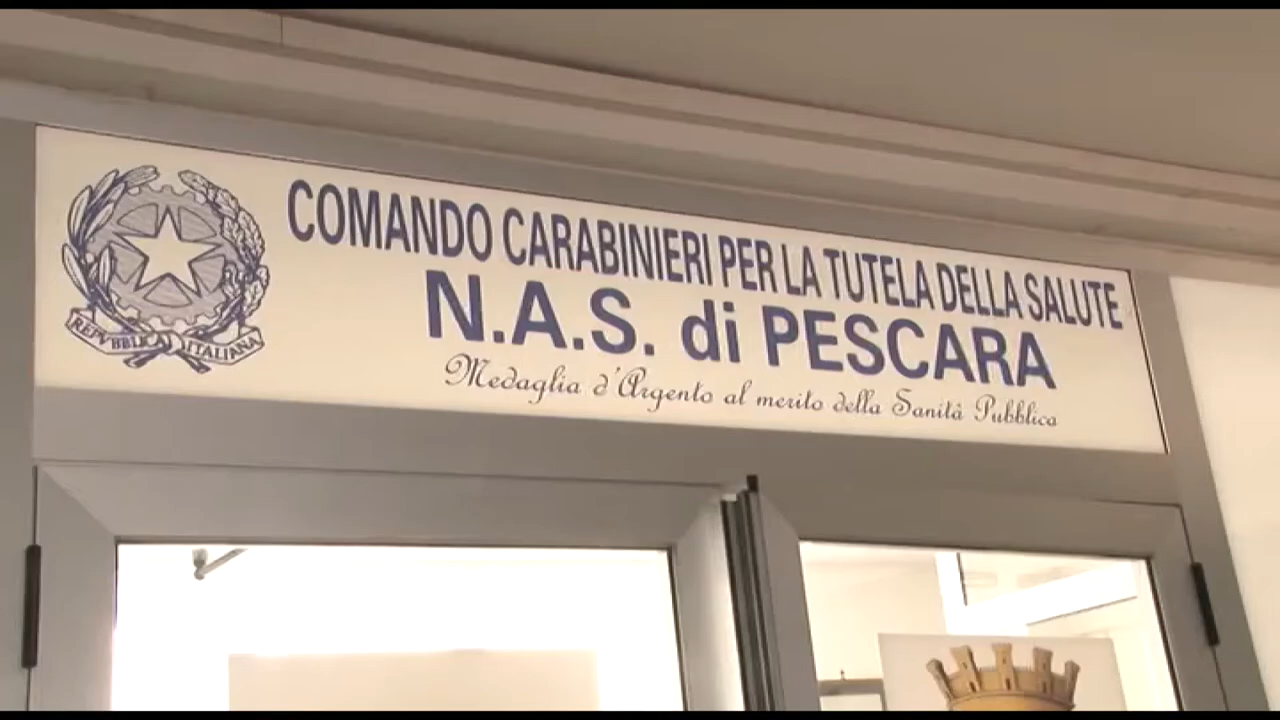 COMANDO CARABINIERI PER LA TUTELA DELLA SALUTE
N.A.S. di PESCARA
Medaglia d'Argento al merito della Sanità Pubblica
REPVBBLICA ITALIANA